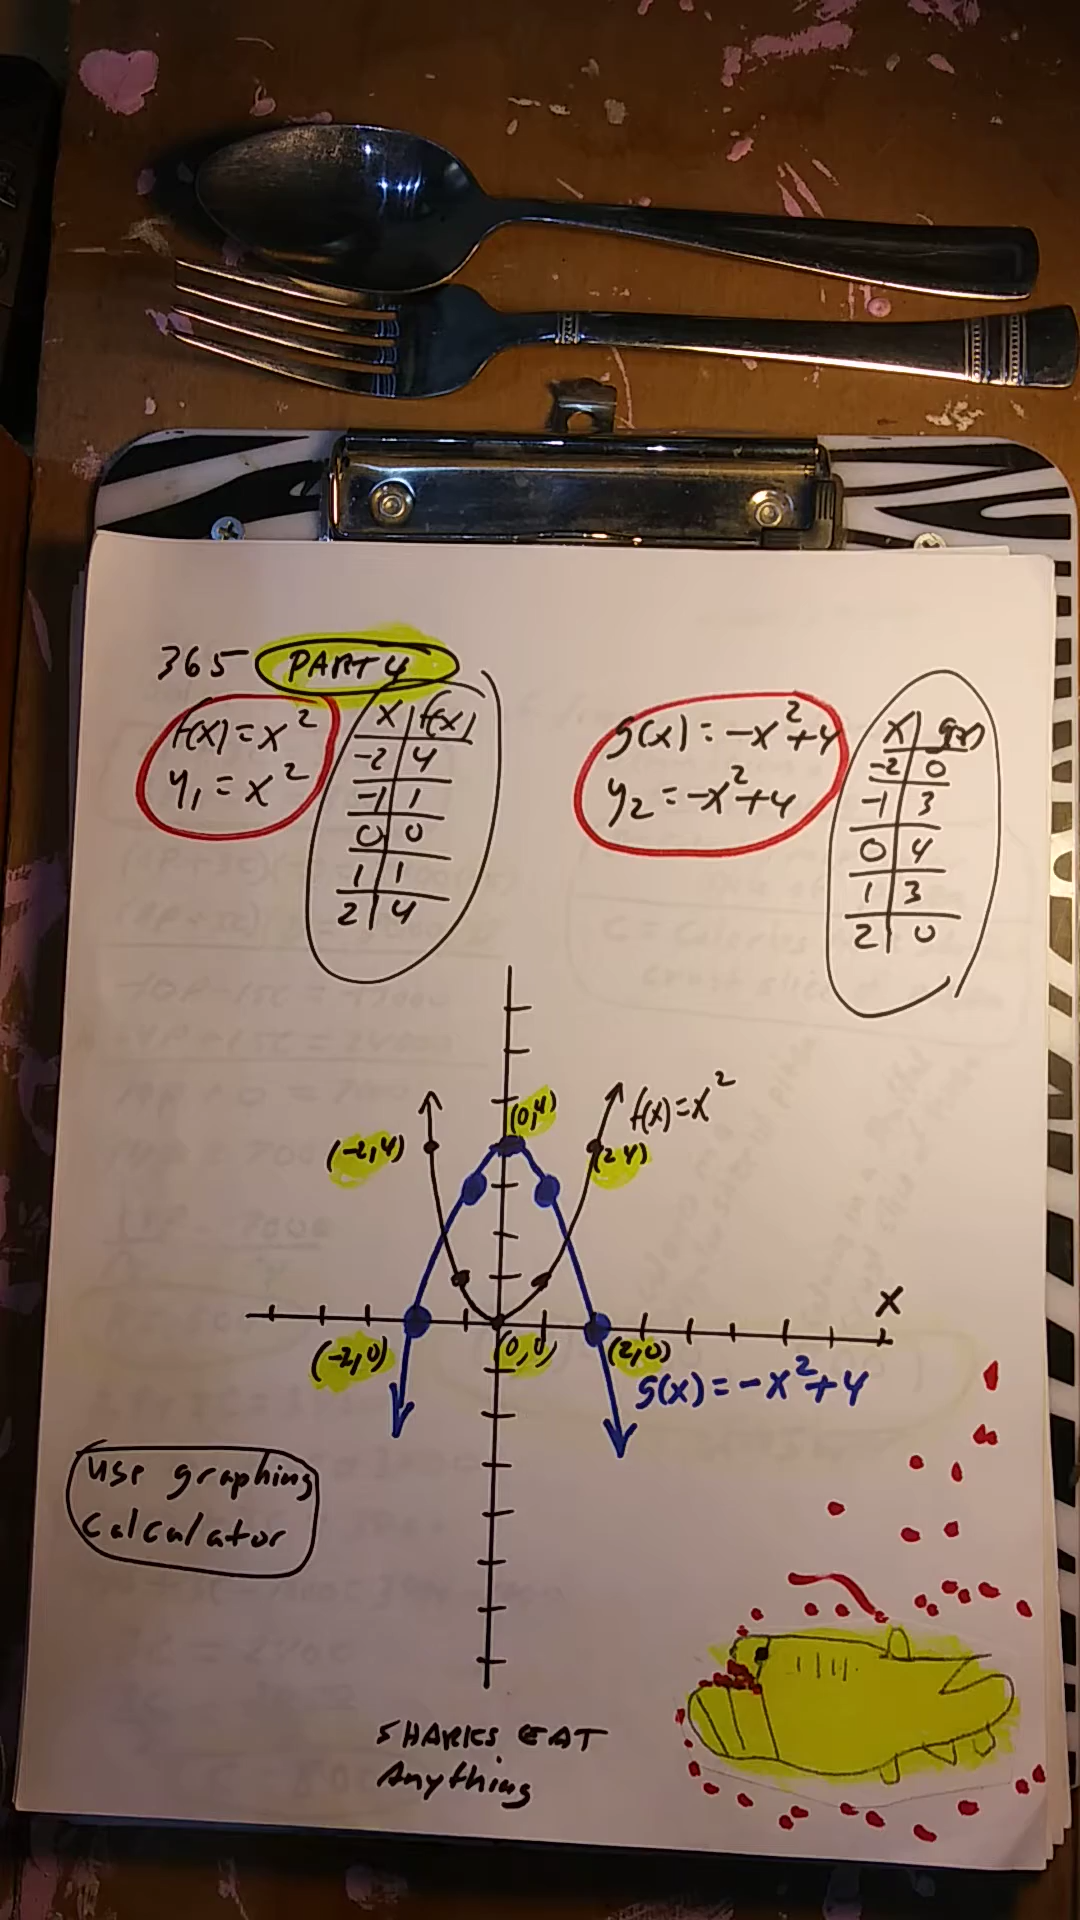 365 PART 4
f(x) = x²
y₁ = x²
x | f(x)
-2 | 4
-1 | 1
0 | 0
1 | 1
2 | 4
g(x) = -x²+4
y₂ = -x²+4
x | g(x)
-2 | 0
-1 | 3
0 | 4
1 | 3
2 | 0
(0,4)
f(x)=x²
(-2,4)
(2,4)
X
(-2,0)
(0,0)
(2,0)
g(x) = -x²+4
use graphing
calculator
SHARKS EAT
Anything